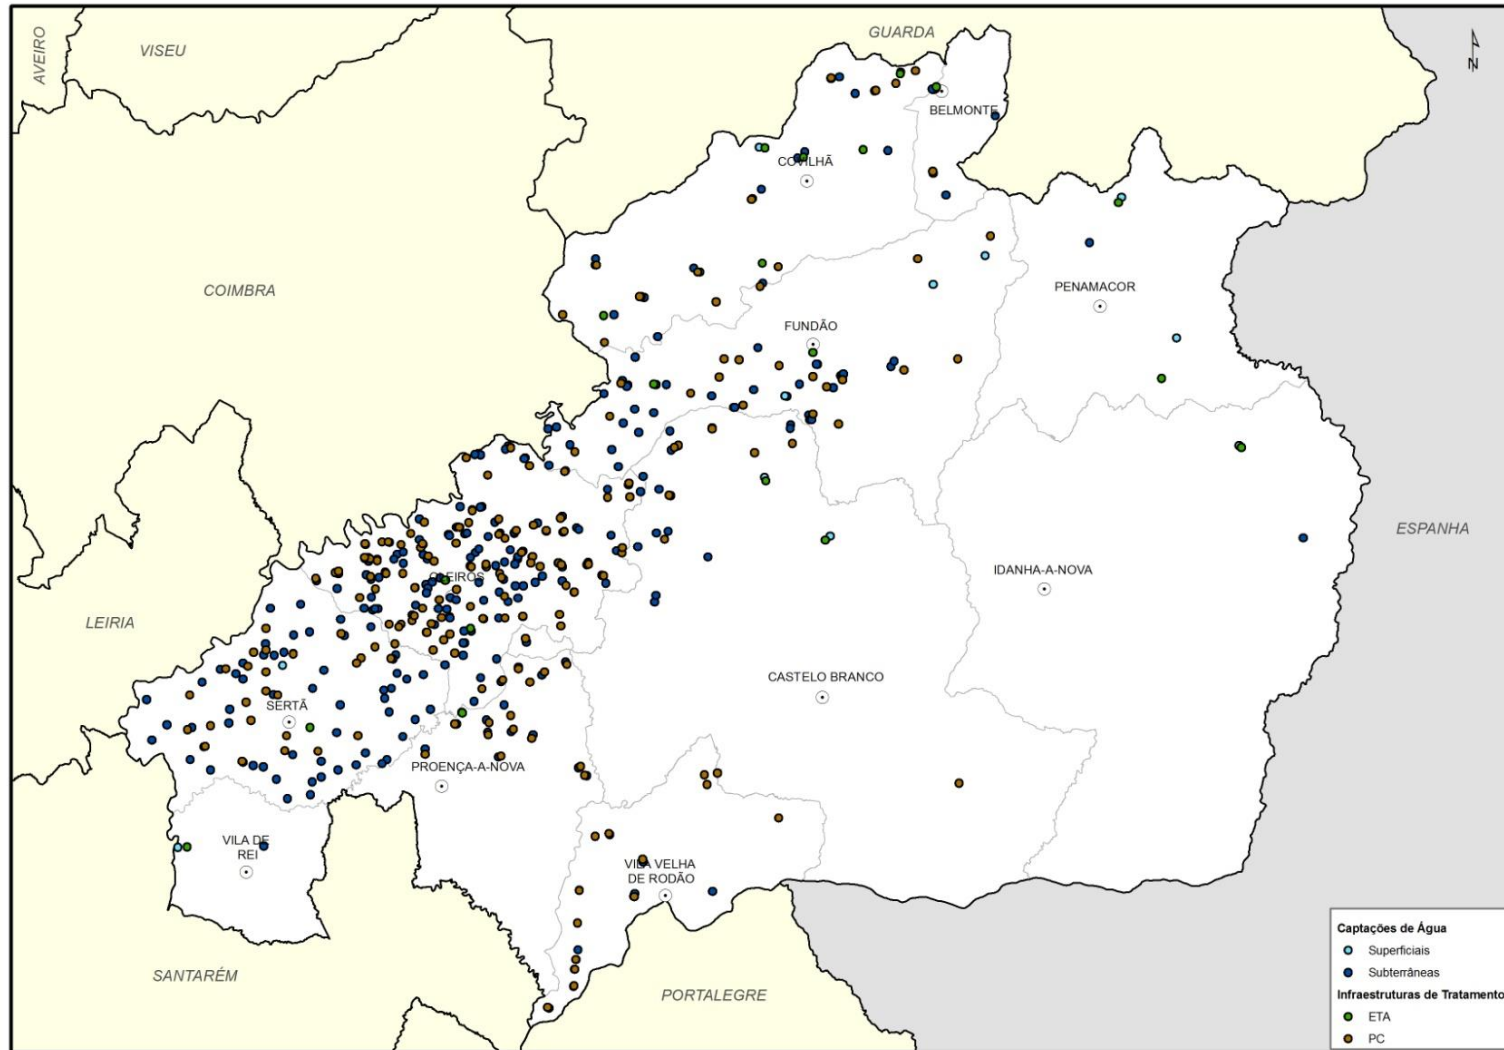 AVEIRO
VISEU
GUARDA
N
BELMONTE
COVILHÃ
COIMBRA
PENAMACOR
FUNDÃO
ESPANHA
IDANHA-A-NOVA
OLEIROS
LEIRIA
CASTELO BRANCO
SERTÃ
PROENÇA-A-NOVA
VILA DE
REI
VILA VELHA
DE RODÃO
SANTARÉM
PORTALEGRE
Captações de Água
Superficiais
Subterrâneas
Infraestruturas de Tratamento
ETA
PC